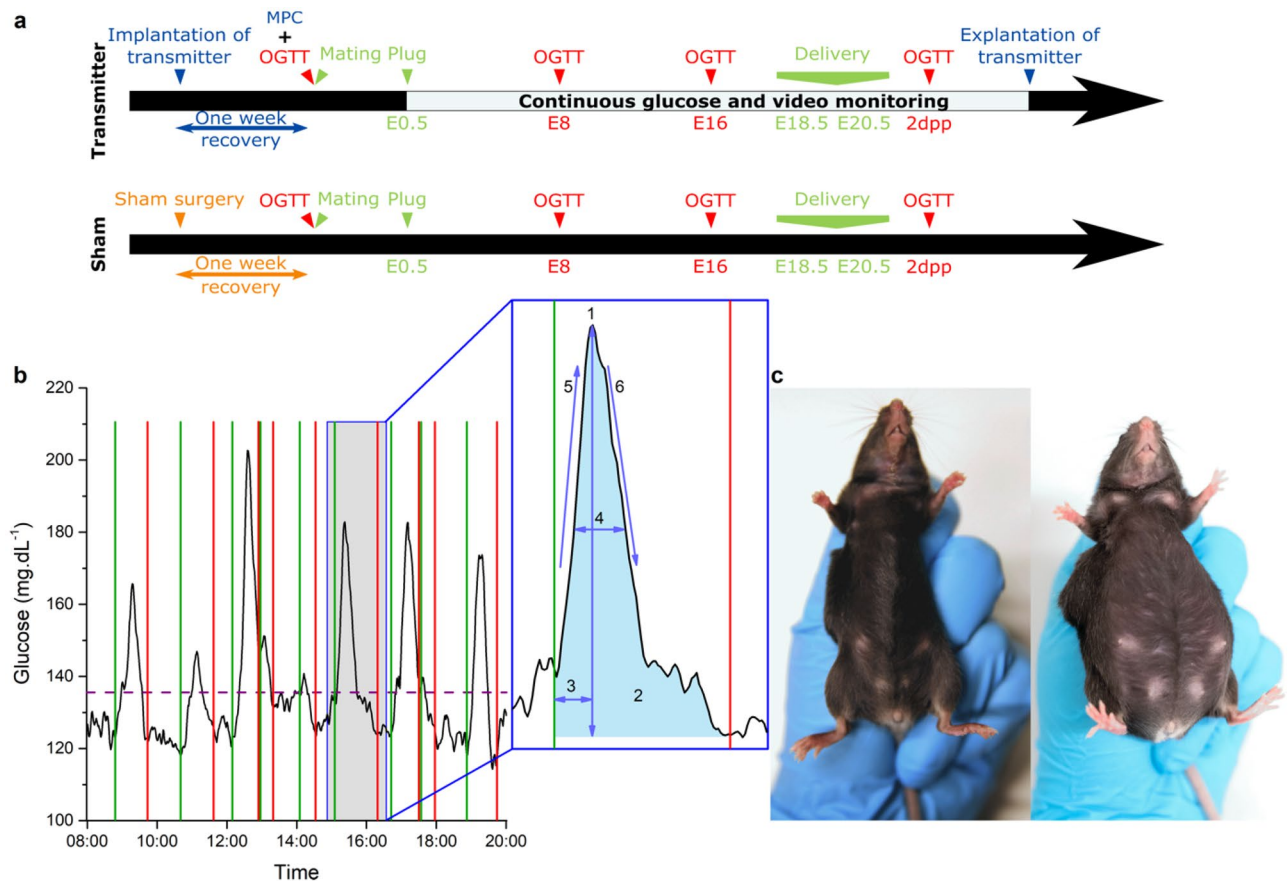 a
MPC
+
Implantation of
transmitter
OGTT
Mating Plug
OGTT
OGTT
Delivery
OGTT
Explantation of
transmitter
Transmitter
Continuous glucose and video monitoring
One week
recovery
E0.5
E8
E16
E18.5 E20.5
2dpp
Sham surgery
OGTT
Mating Plug
OGTT
OGTT
Delivery
OGTT
Sham
One week
recovery
E0.5
E8
E16
E18.5 E20.5
2dpp
b
220
200
180
160
140
120
100
Glucose (mg.dL⁻¹)
08:00
10:00
12:00
14:00
16:00
18:00
20:00
Time
1
5
6
4
3
2
c